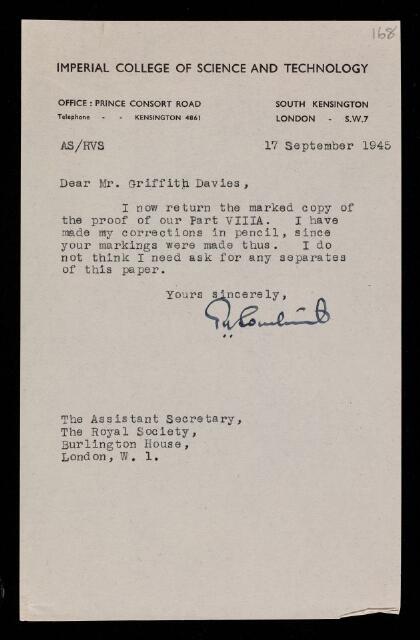 168
IMPERIAL COLLEGE OF SCIENCE AND TECHNOLOGY
OFFICE : PRINCE CONSORT ROAD
Telephone - - KENSINGTON 4861
SOUTH KENSINGTON
LONDON - S.W.7
AS/RVS
17 September 1945
Dear Mr. Griffith Davies,
I now return the marked copy of
the proof of our Part VIIIA. I have
made my corrections in pencil, since
your markings were made thus. I do
not think I need ask for any separates
of this paper.
Yours sincerely,
The Assistant Secretary,
The Royal Society,
Burlington House,
London, W. 1.